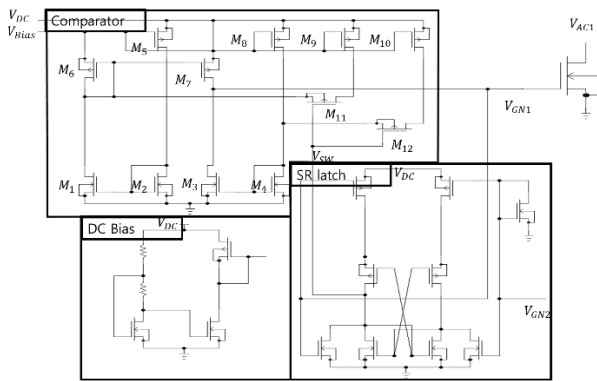 V_DC
Comparator
V_Bias
M_5
M_8
M_9
M_10
V_AC1
M_6
M_7
M_11
V_GN1
M_12
V_SW
M_1
M_2
M_3
M_4
SR latch
V_DC
DC Bias
V_DC
V_GN2